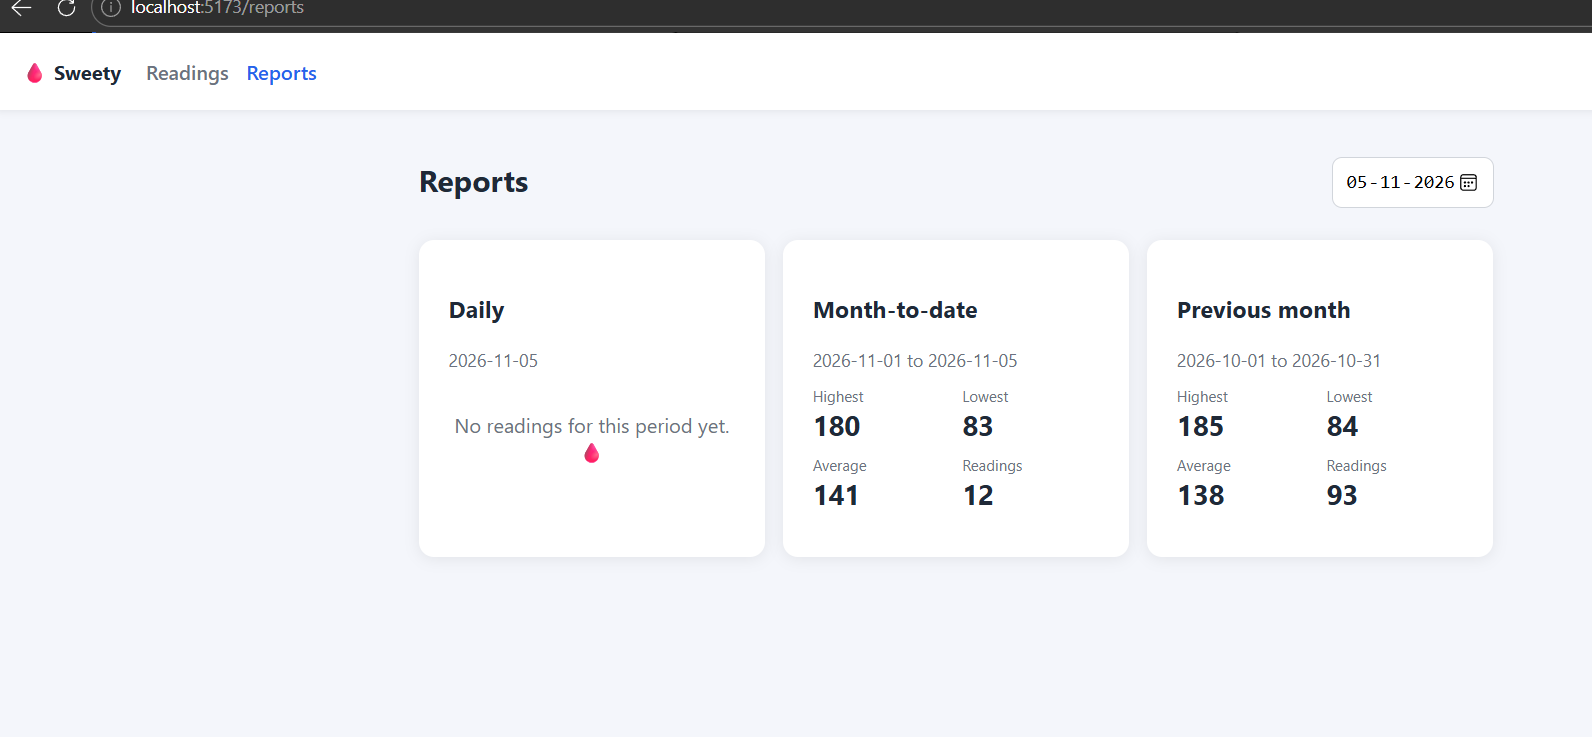 localhost:5173/reports
Sweety Readings Reports
Reports 05-11-2026
Daily
2026-11-05
No readings for this period yet.
Month-to-date
2026-11-01 to 2026-11-05
Highest Lowest
180 83
Average Readings
141 12
Previous month
2026-10-01 to 2026-10-31
Highest Lowest
185 84
Average Readings
138 93